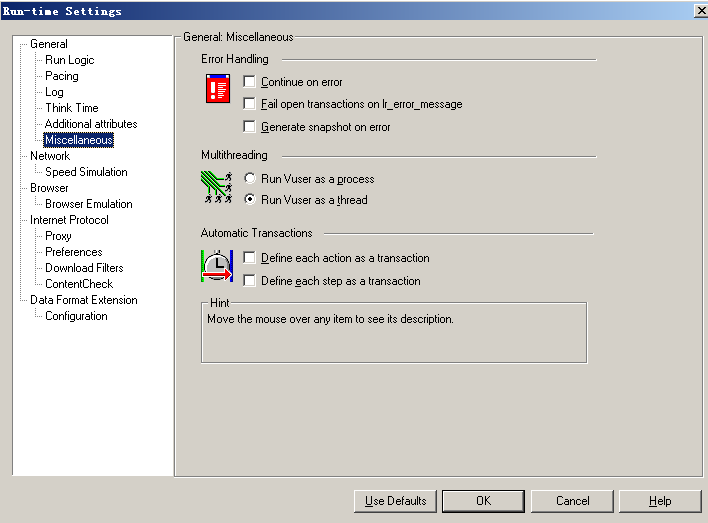 Run-time Settings
General
Run Logic
Pacing
Log
Think Time
Additional attributes
Miscellaneous
Network
Speed Simulation
Browser
Browser Emulation
Internet Protocol
Proxy
Preferences
Download Filters
ContentCheck
Data Format Extension
Configuration
General: Miscellaneous
Error Handling
Continue on error
Fail open transactions on lr_error_message
Generate snapshot on error
Multithreading
Run Vuser as a process
Run Vuser as a thread
Automatic Transactions
Define each action as a transaction
Define each step as a transaction
Hint
Move the mouse over any item to see its description.
Use Defaults
OK
Cancel
Help